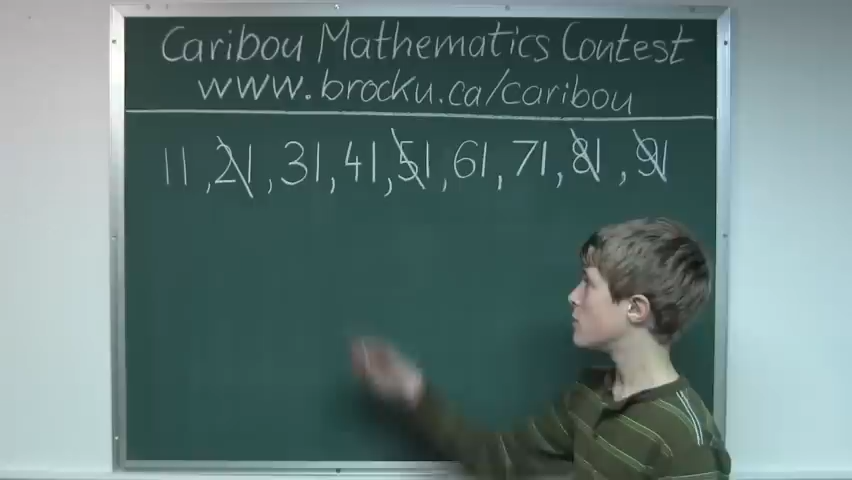 Caribou Mathematics Contest
www.brocku.ca/caribou
11, 21, 31, 41, 51, 61, 71, 81, 91